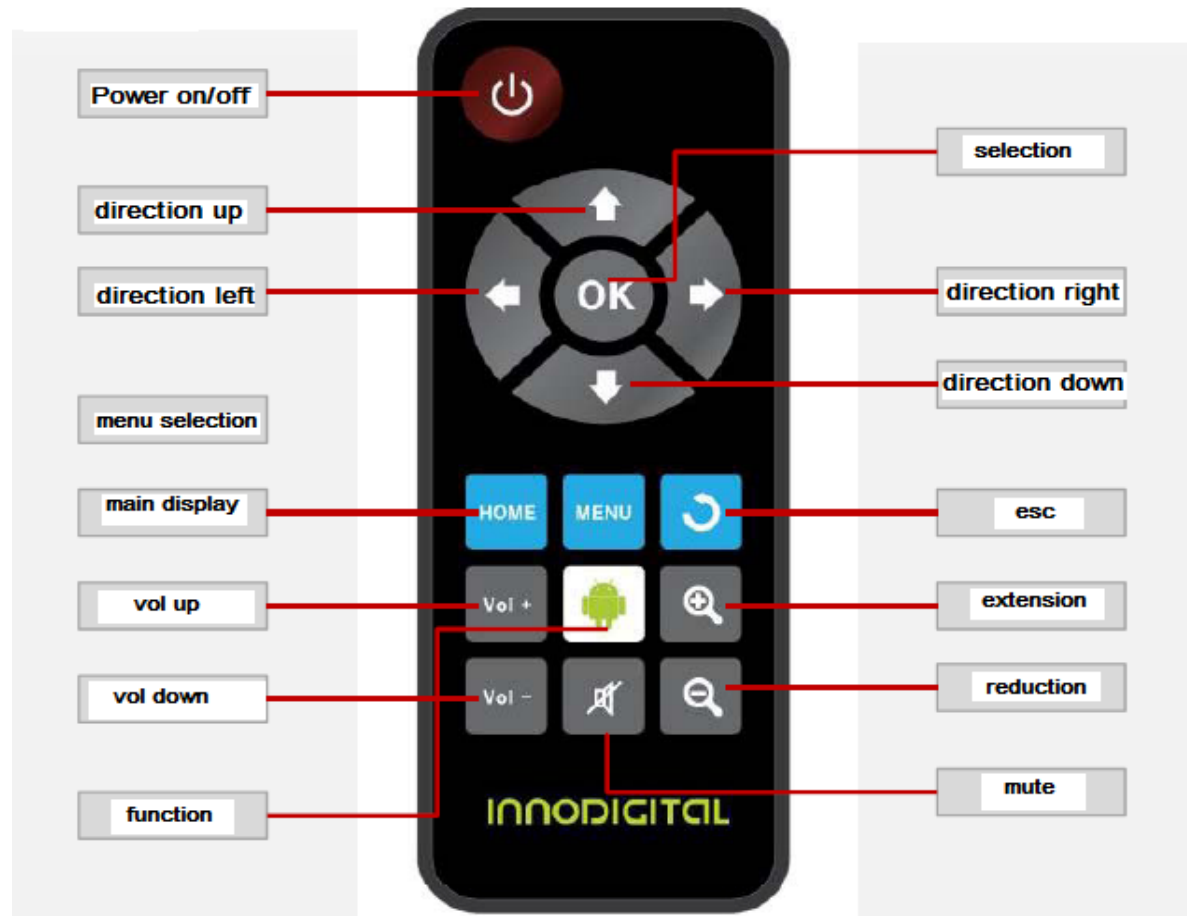 Power on/off
selection
direction up
direction left
OK
direction right
direction down
menu selection
main display
HOME
MENU
esc
vol up
Vol +
extension
vol down
Vol -
reduction
mute
function
INNODIGITAL